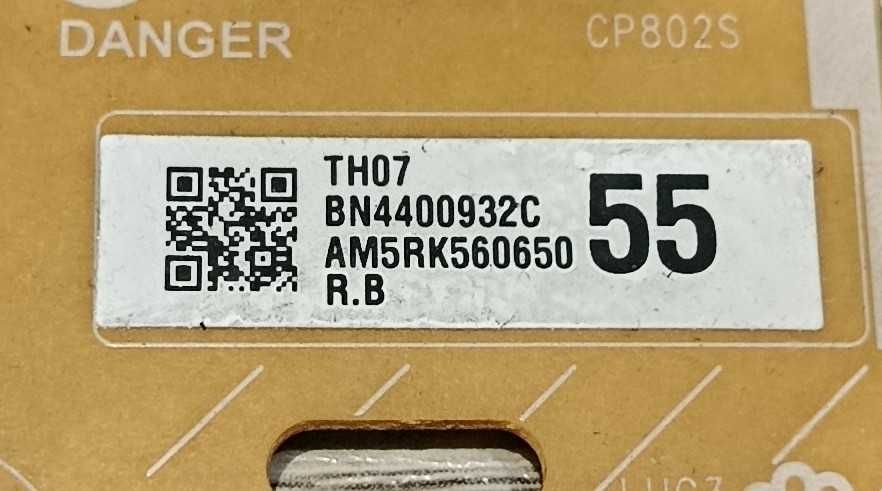 DANGER
CP802S
TH07
BN4400932C
AM5RK560650
R.B
55